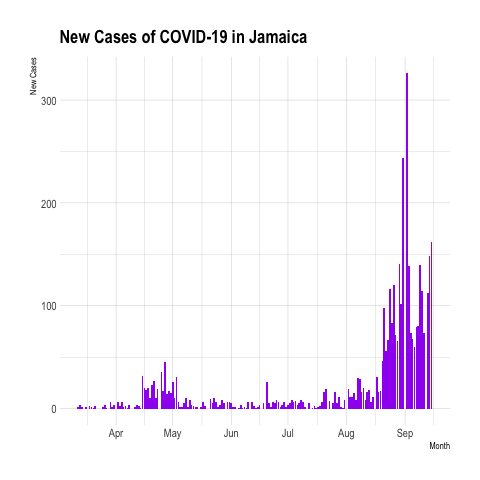 New Cases of COVID-19 in Jamaica
New Cases
300
200
100
0
Apr May Jun Jul Aug Sep
Month